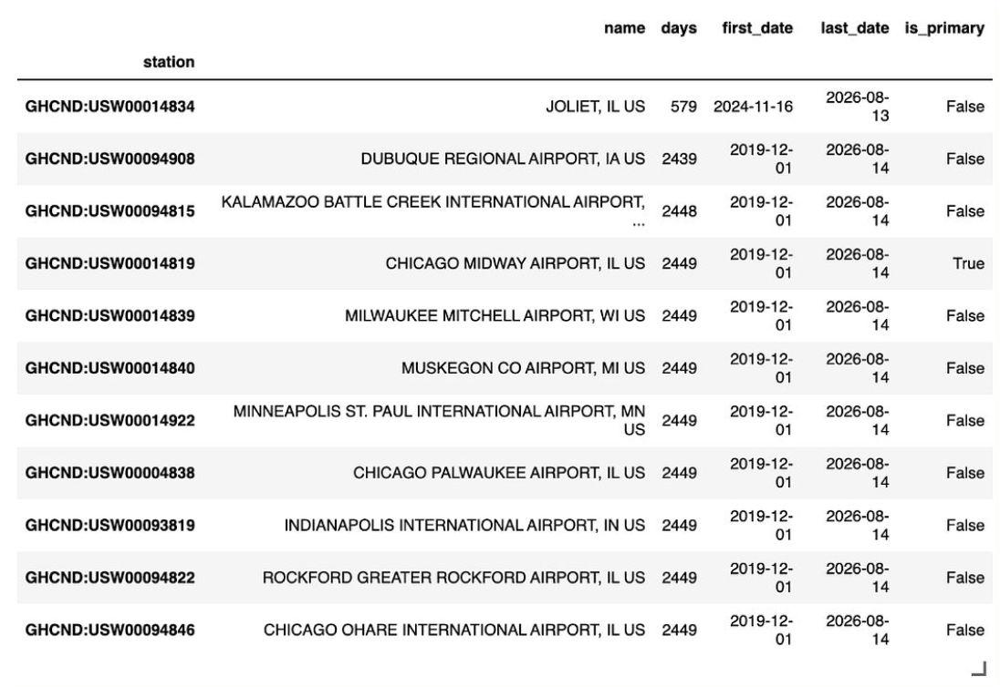 name days first_date last_date is_primary
station
GHCND:USW00014834 JOLIET, IL US 579 2024-11-16 2026-08-
13 False
GHCND:USW00094908 DUBUQUE REGIONAL AIRPORT, IA US 2439 2019-12-
01 2026-08-
14 False
GHCND:USW00094815 KALAMAZOO BATTLE CREEK INTERNATIONAL AIRPORT,
... 2448 2019-12-
01 2026-08-
14 False
GHCND:USW00014819 CHICAGO MIDWAY AIRPORT, IL US 2449 2019-12-
01 2026-08-
14 True
GHCND:USW00014839 MILWAUKEE MITCHELL AIRPORT, WI US 2449 2019-12-
01 2026-08-
14 False
GHCND:USW00014840 MUSKEGON CO AIRPORT, MI US 2449 2019-12-
01 2026-08-
14 False
GHCND:USW00014922 MINNEAPOLIS ST. PAUL INTERNATIONAL AIRPORT, MN
US 2449 2019-12-
01 2026-08-
14 False
GHCND:USW00004838 CHICAGO PALWAUKEE AIRPORT, IL US 2449 2019-12-
01 2026-08-
14 False
GHCND:USW00093819 INDIANAPOLIS INTERNATIONAL AIRPORT, IN US 2449 2019-12-
01 2026-08-
14 False
GHCND:USW00094822 ROCKFORD GREATER ROCKFORD AIRPORT, IL US 2449 2019-12-
01 2026-08-
14 False
GHCND:USW00094846 CHICAGO OHARE INTERNATIONAL AIRPORT, IL US 2449 2019-12-
01 2026-08-
14 False